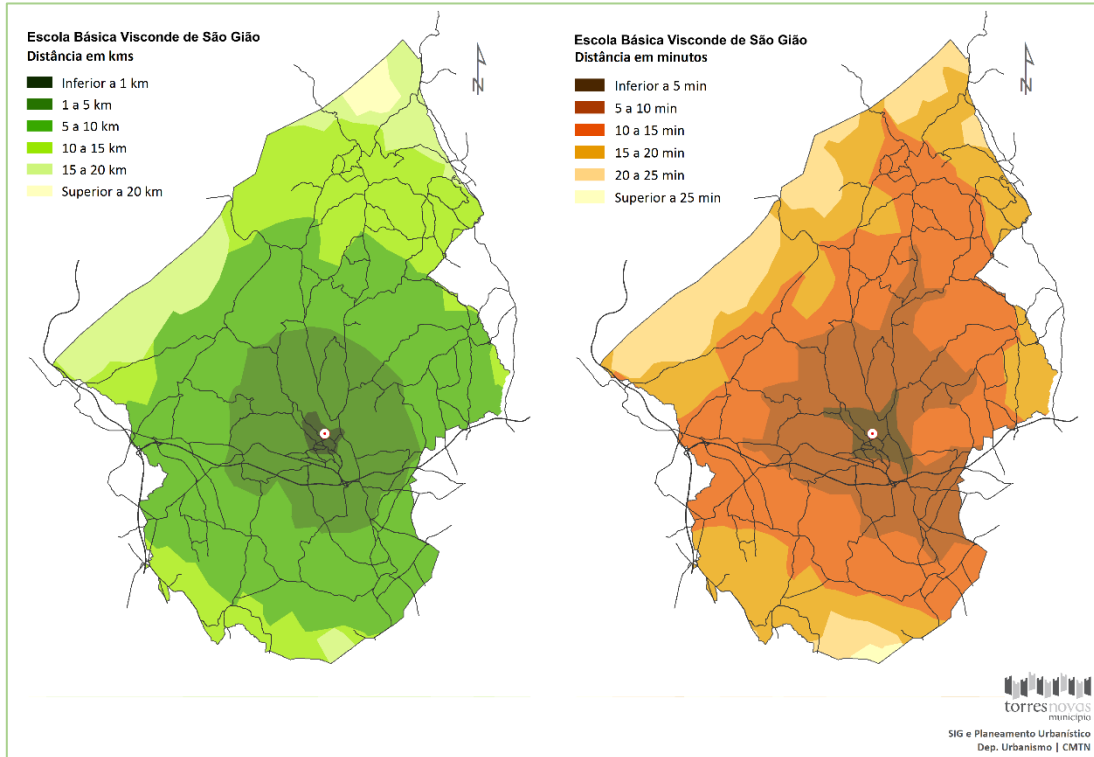 Escola Básica Visconde de São Gião
Distância em kms
Inferior a 1 km
1 a 5 km
5 a 10 km
10 a 15 km
15 a 20 km
Superior a 20 km
N
Escola Básica Visconde de São Gião
Distância em minutos
Inferior a 5 min
5 a 10 min
10 a 15 min
15 a 20 min
20 a 25 min
Superior a 25 min
N
torresnovas
município
SIG e Planeamento Urbanístico
Dep. Urbanismo | CMTN